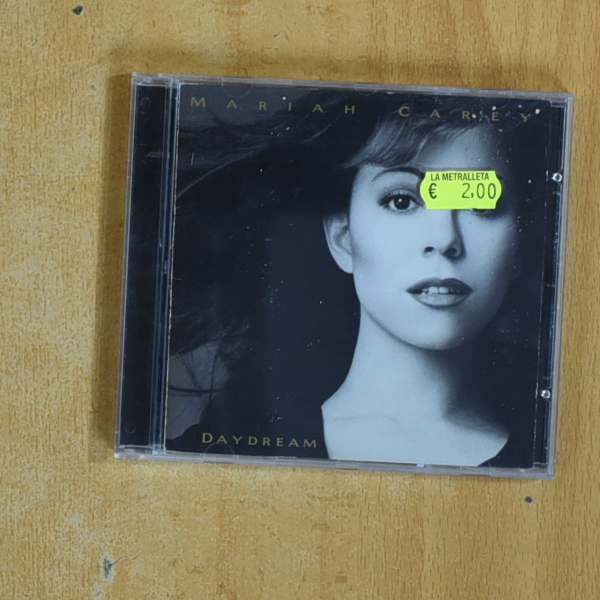 MARIAH CAREY
LA METRALLETA
€ 2,00
DAYDREAM